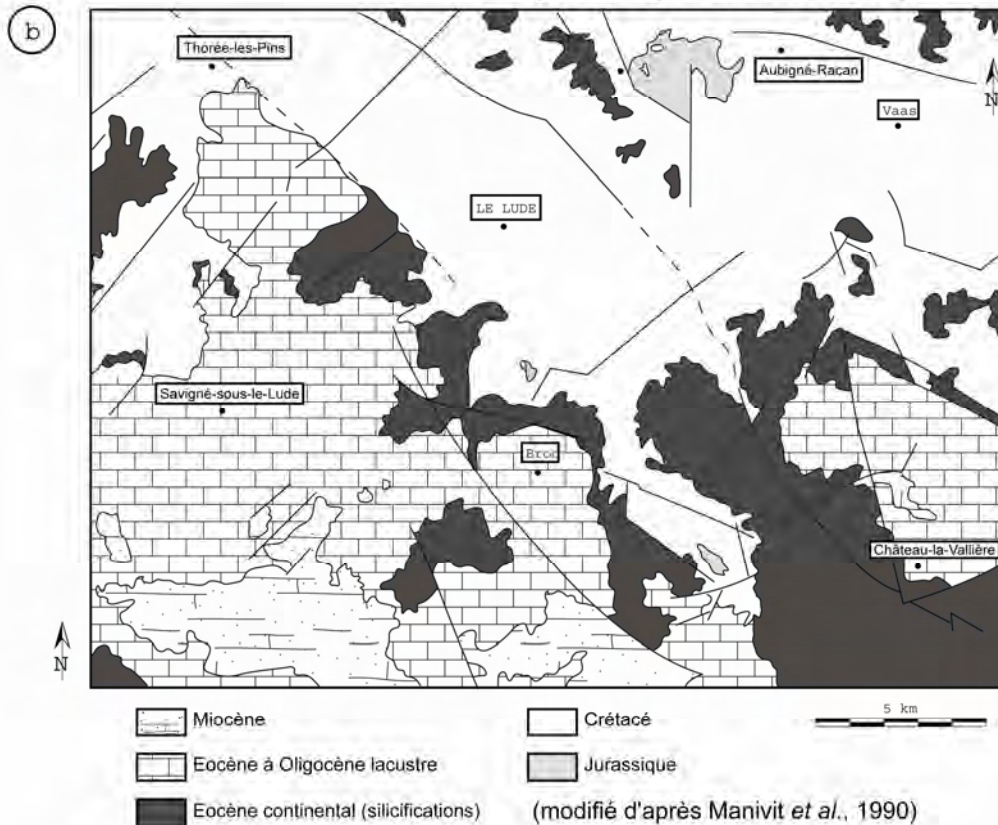 b
Thorée-les-Pins
Aubigné-Racan
N
Vaas
LE LUDE
Savigné-sous-le-Lude
Broc
Château-la-Vallière
N
5 km
Miocène
Crétacé
Eocène à Oligocène lacustre
Jurassique
Eocène continental (silicifications)
(modifié d'après Manivit et al., 1990)